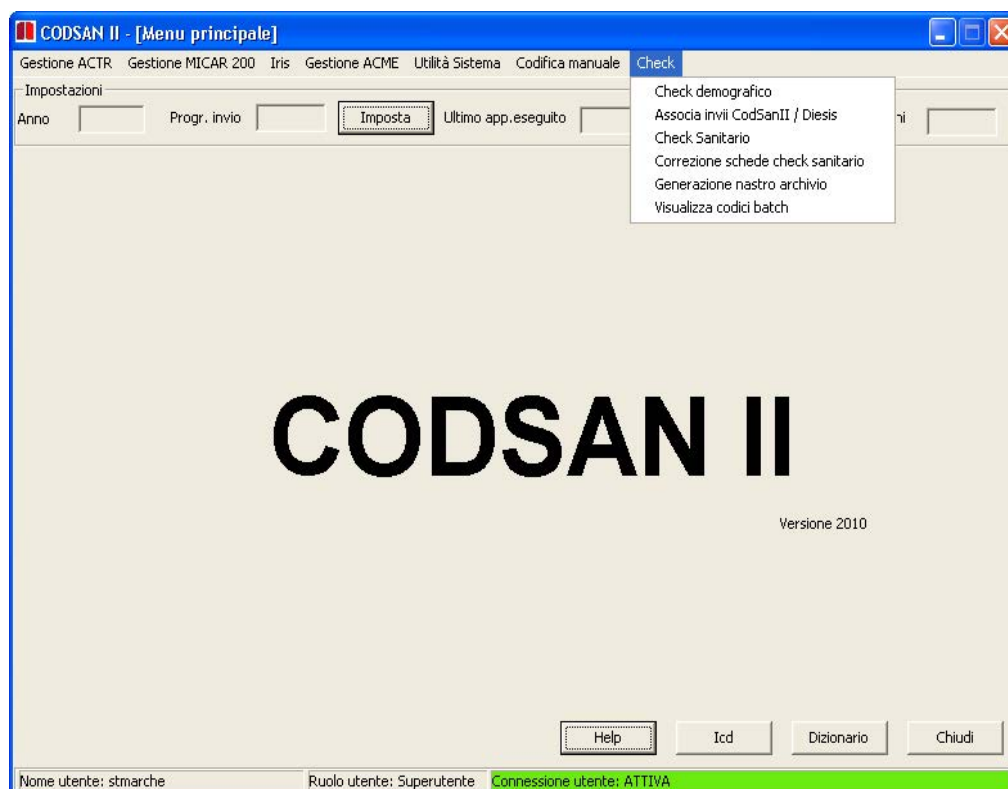 CODSAN II - [Menu principale]
Gestione ACTR Gestione MICAR 200 Iris Gestione ACME Utilità Sistema Codifica manuale Check
Impostazioni
Anno Progr. invio Imposta Ultimo app.eseguito ni
Check demografico
Associa invii CodSanII / Diesis
Check Sanitario
Correzione schede check sanitario
Generazione nastro archivio
Visualizza codici batch
CODSAN II
Versione 2010
Help Icd Dizionario Chiudi
Nome utente: stmarche Ruolo utente: Superutente Connessione utente: ATTIVA